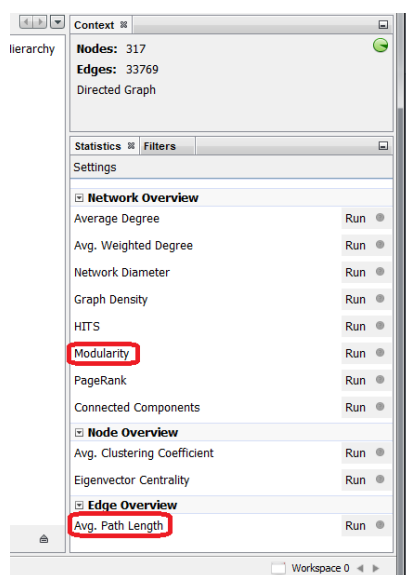 Context
Nodes: 317
Edges: 33769
Directed Graph
Statistics Filters
Settings
Network Overview
Average Degree Run
Avg. Weighted Degree Run
Network Diameter Run
Graph Density Run
HITS Run
Modularity Run
PageRank Run
Connected Components Run
Node Overview
Avg. Clustering Coefficient Run
Eigenvector Centrality Run
Edge Overview
Avg. Path Length Run
Workspace 0